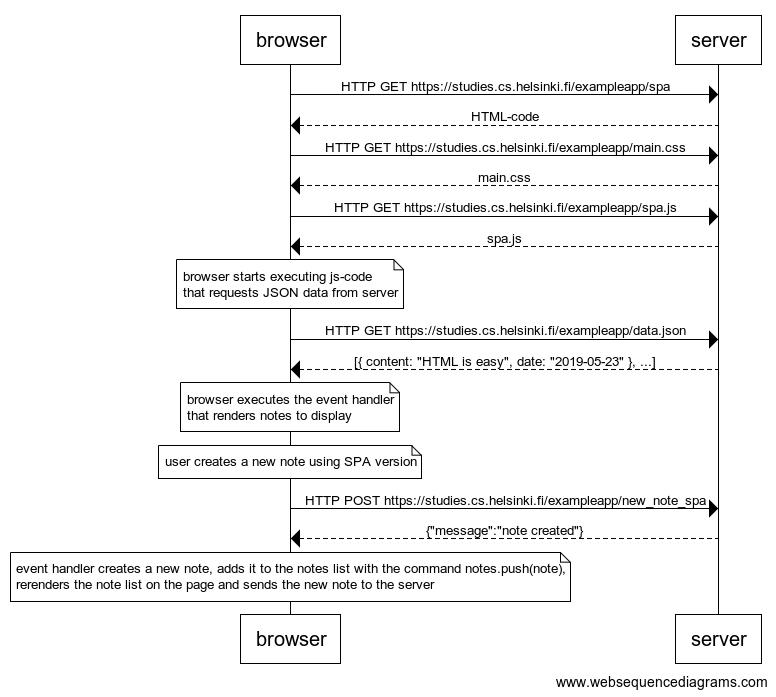 browser
server
HTTP GET https://studies.cs.helsinki.fi/exampleapp/spa
HTML-code
HTTP GET https://studies.cs.helsinki.fi/exampleapp/main.css
main.css
HTTP GET https://studies.cs.helsinki.fi/exampleapp/spa.js
spa.js
browser starts executing js-code
that requests JSON data from server
HTTP GET https://studies.cs.helsinki.fi/exampleapp/data.json
[{ content: "HTML is easy", date: "2019-05-23" }, ...]
browser executes the event handler
that renders notes to display
user creates a new note using SPA version
HTTP POST https://studies.cs.helsinki.fi/exampleapp/new_note_spa
{"message":"note created"}
event handler creates a new note, adds it to the notes list with the command notes.push(note),
rerenders the note list on the page and sends the new note to the server
browser
server
www.websequencediagrams.com